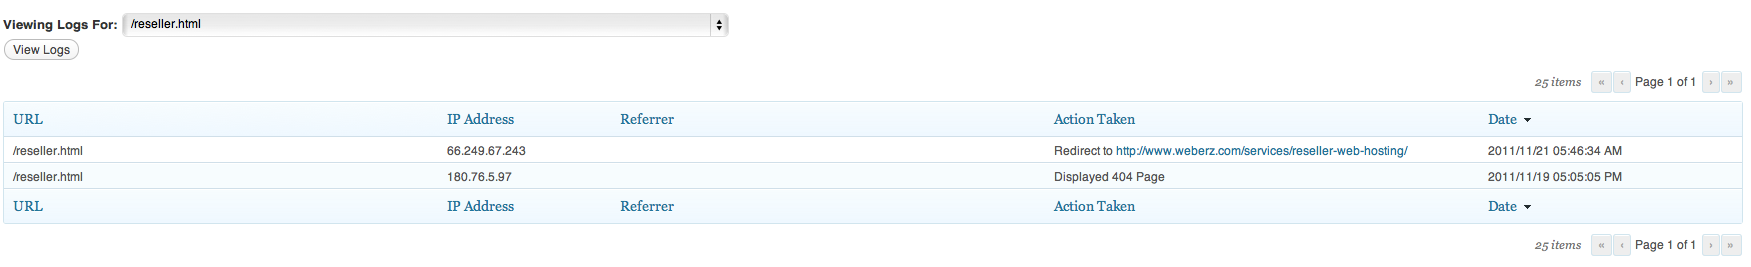 Viewing Logs For: /reseller.html
View Logs
25 items « ‹ Page 1 of 1 › »
URL IP Address Referrer Action Taken Date
/reseller.html 66.249.67.243 Redirect to http://www.weberz.com/services/reseller-web-hosting/ 2011/11/21 05:46:34 AM
/reseller.html 180.76.5.97 Displayed 404 Page 2011/11/19 05:05:05 PM
URL IP Address Referrer Action Taken Date
25 items « ‹ Page 1 of 1 › »